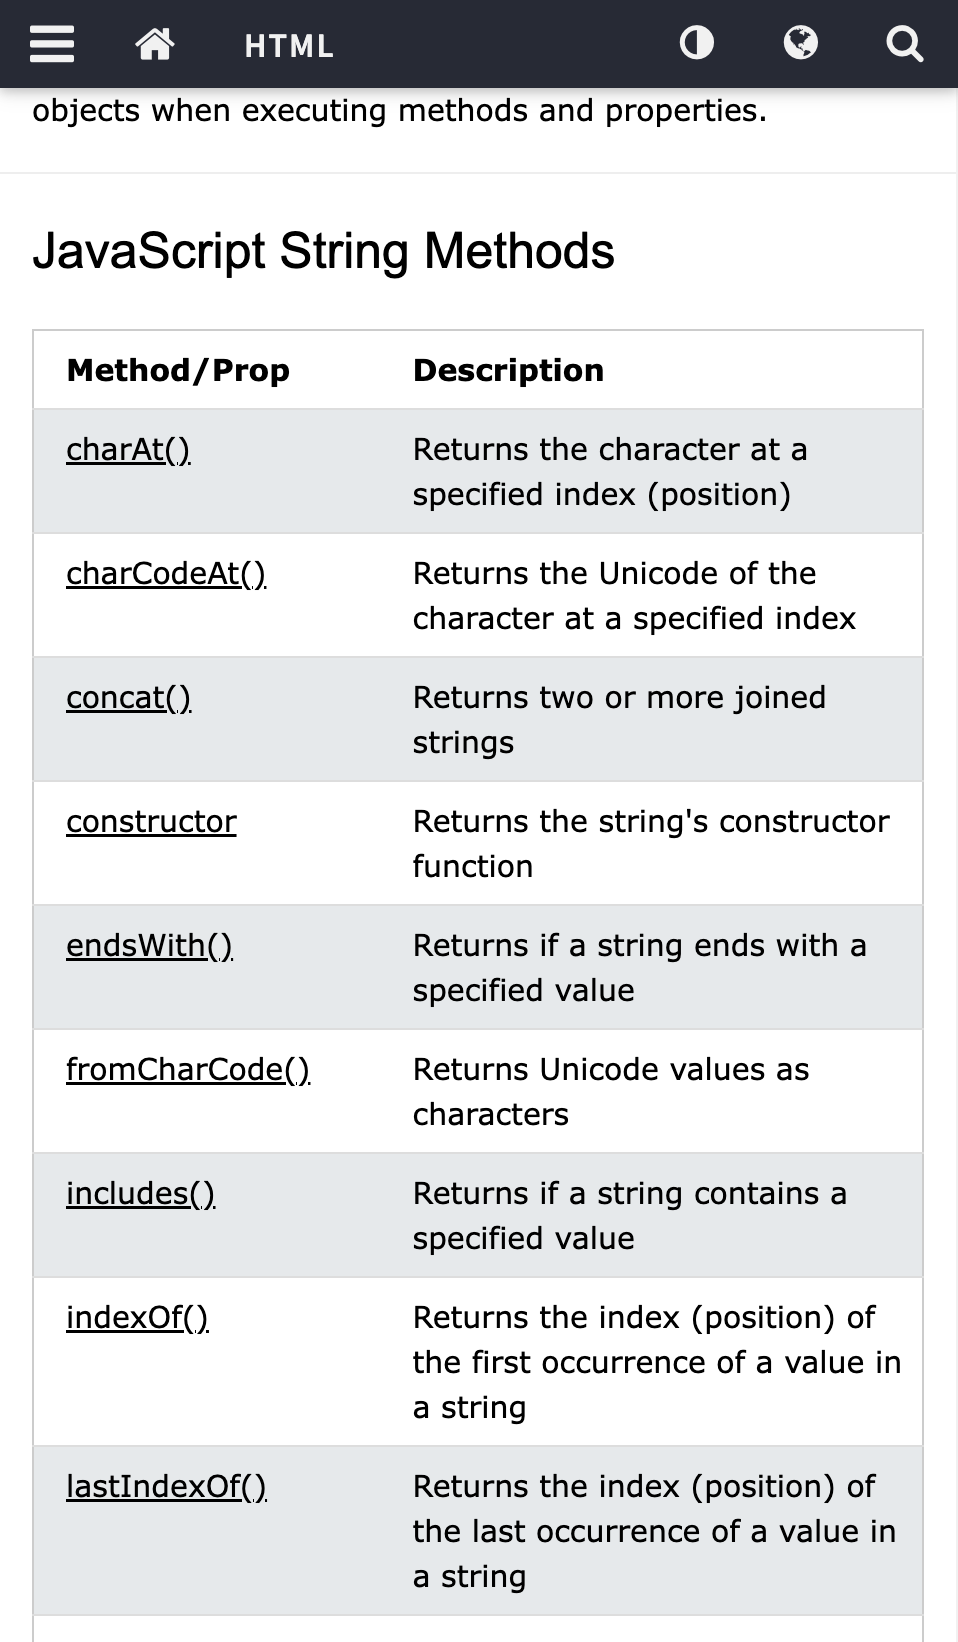 HTML
objects when executing methods and properties.
JavaScript String Methods
Method/Prop Description
charAt() Returns the character at a
specified index (position)
charCodeAt() Returns the Unicode of the
character at a specified index
concat() Returns two or more joined
strings
constructor Returns the string's constructor
function
endsWith() Returns if a string ends with a
specified value
fromCharCode() Returns Unicode values as
characters
includes() Returns if a string contains a
specified value
indexOf() Returns the index (position) of
the first occurrence of a value in
a string
lastIndexOf() Returns the index (position) of
the last occurrence of a value in
a string